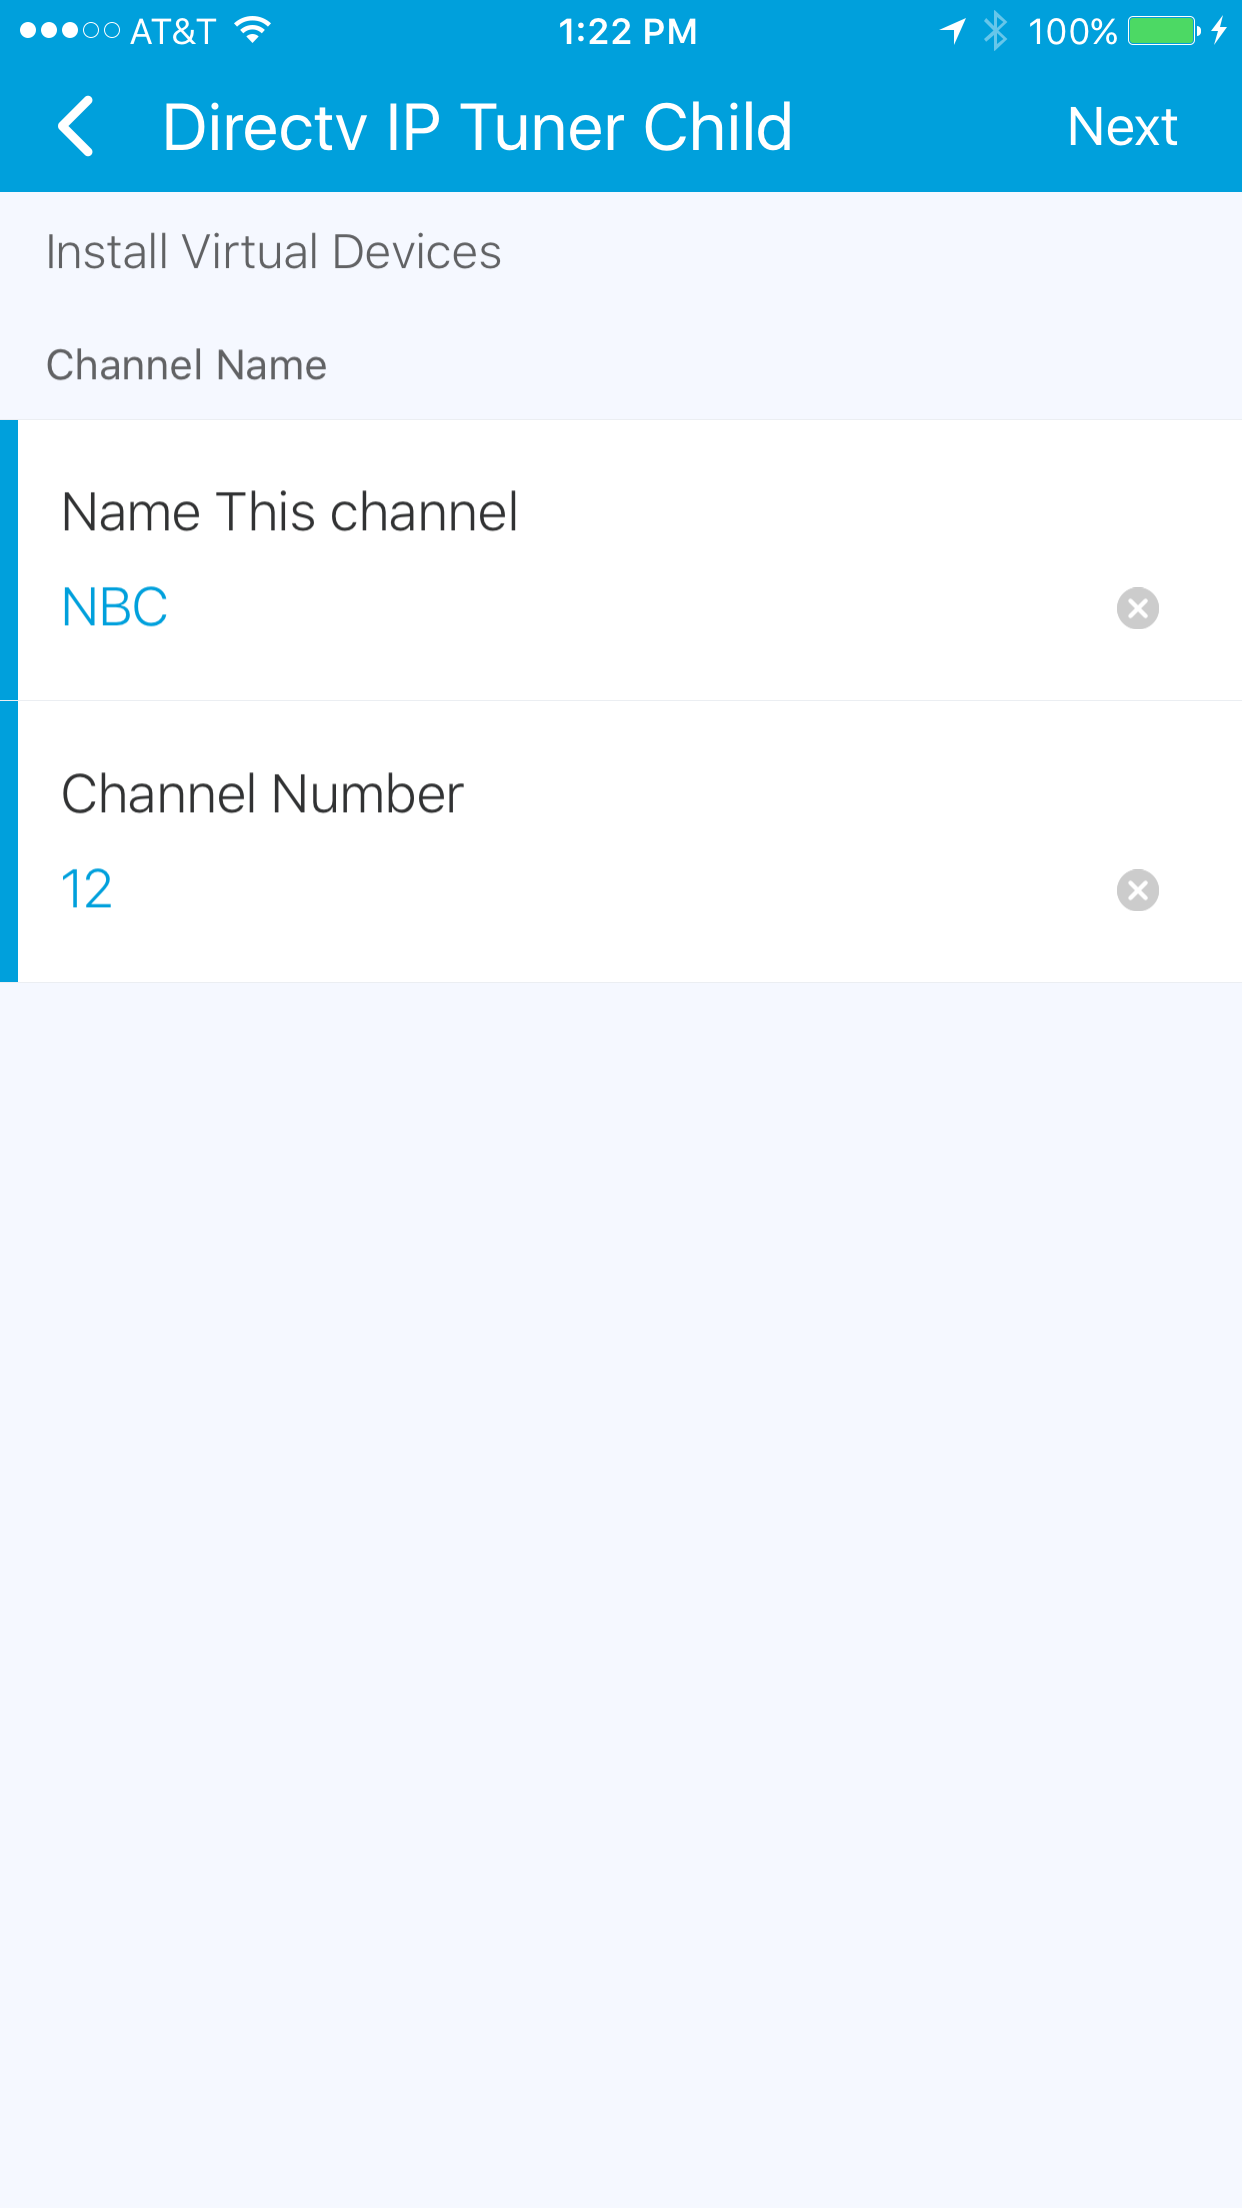 AT&T 1:22 PM 100%
Directv IP Tuner Child Next
Install Virtual Devices
Channel Name
Name This channel
NBC
Channel Number
12